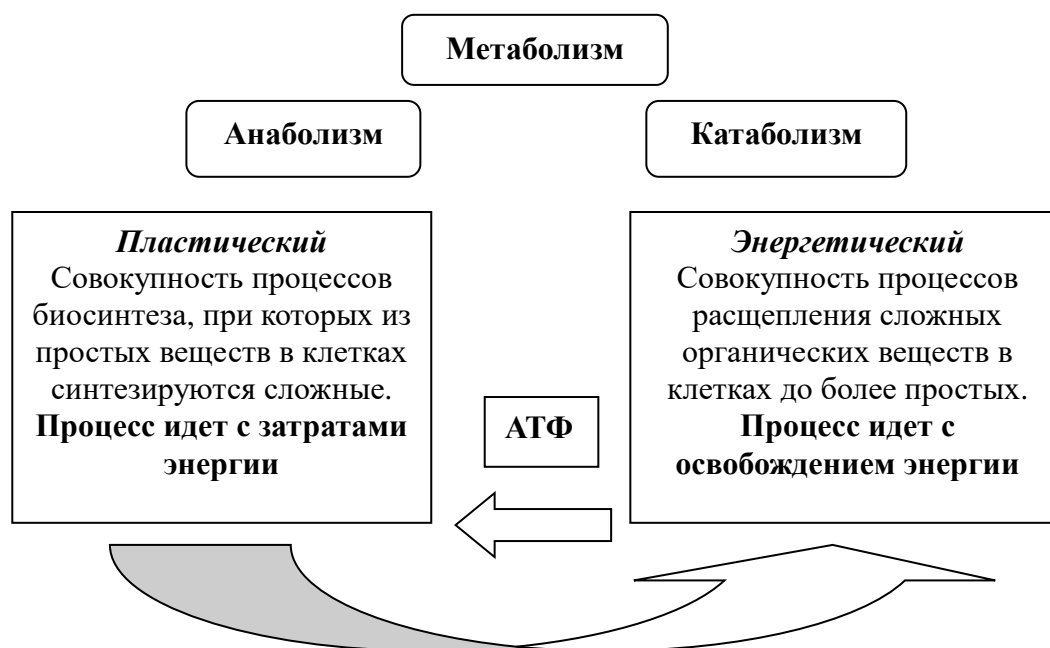 Метаболизм
Анаболизм
Катаболизм
Пластический
Совокупность процессов
биосинтеза, при которых из
простых веществ в клетках
синтезируются сложные.
Процесс идет с затратами
энергии
АТФ
Энергетический
Совокупность процессов
расщепления сложных
органических веществ в
клетках до более простых.
Процесс идет с
освобождением энергии